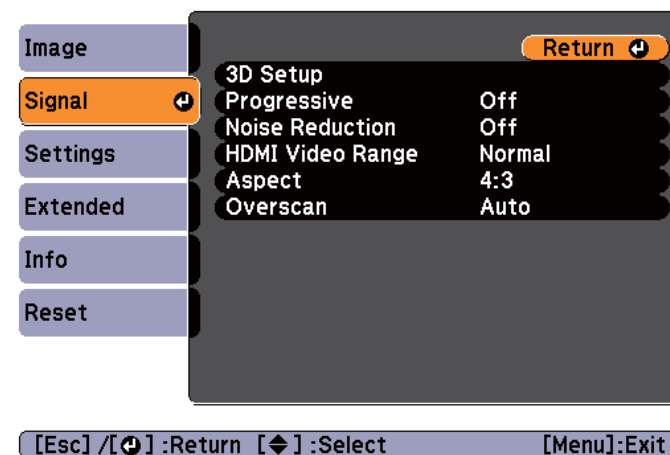 Image
Signal
Settings
Extended
Info
Reset
Return
3D Setup
Progressive Off
Noise Reduction Off
HDMI Video Range Normal
Aspect 4:3
Overscan Auto
[Esc] /[⏎] :Return [◆] :Select [Menu]:Exit